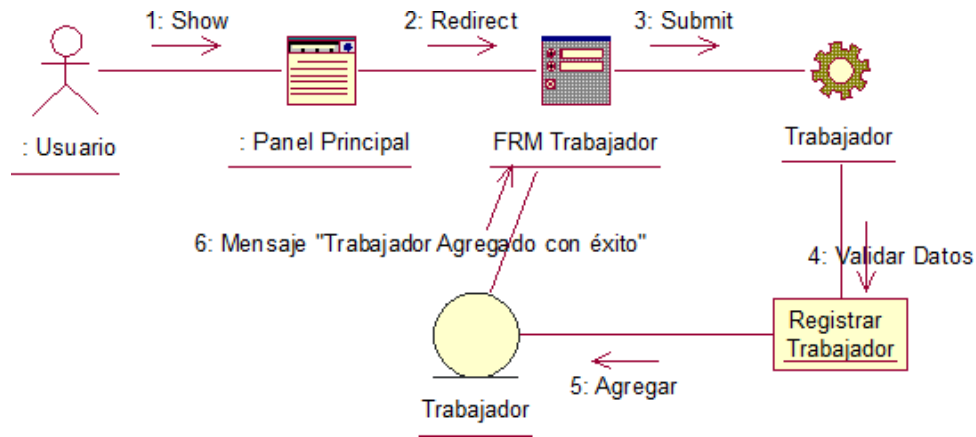 1: Show
2: Redirect
3: Submit
: Usuario
: Panel Principal
FRM Trabajador
Trabajador
6: Mensaje "Trabajador Agregado con éxito"
4: Validar Datos
Registrar
Trabajador
5: Agregar
Trabajador